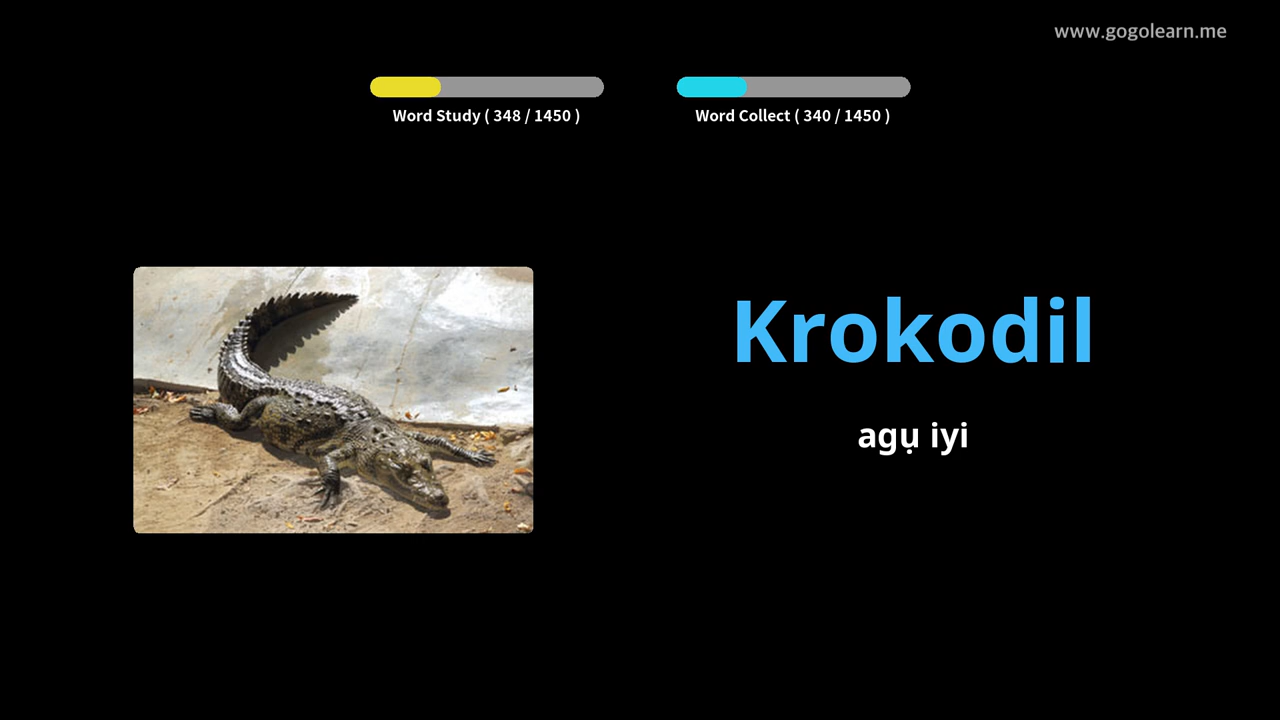 www.gogolearn.me
Word Study ( 348 / 1450 )
Word Collect ( 340 / 1450 )
Krokodil
agụ iyi